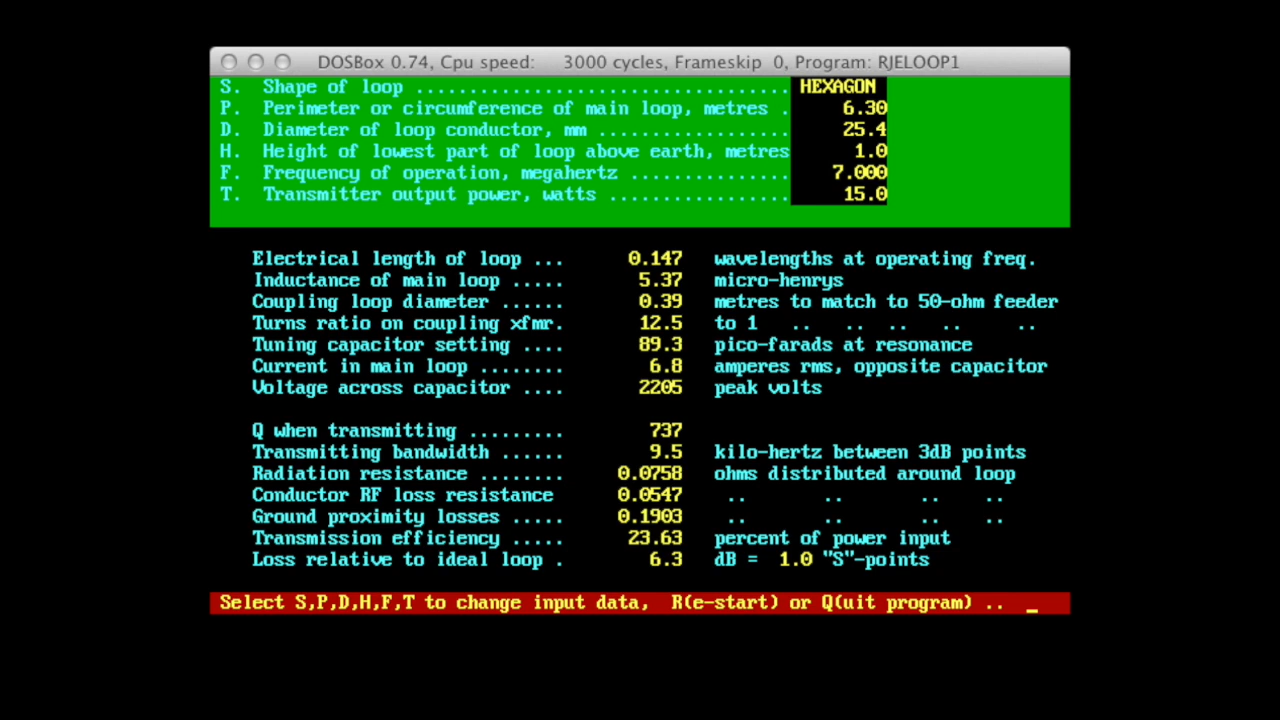 DOSBox 0.74, Cpu speed: 3000 cycles, Frameskip 0, Program: RJELOOP1
S. Shape of loop ................................... HEXAGON
P. Perimeter or circumference of main loop, metres . 6.30
D. Diameter of loop conductor, mm .................. 25.4
H. Height of lowest part of loop above earth, metres 1.0
F. Frequency of operation, megahertz ............... 7.000
T. Transmitter output power, watts ................. 15.0
Electrical length of loop ... 0.147 wavelengths at operating freq.
Inductance of main loop ..... 5.37 micro-henrys
Coupling loop diameter ...... 0.39 metres to match to 50-ohm feeder
Turns ratio on coupling xfmr. 12.5 to 1 .. .. .. .. ..
Tuning capacitor setting .... 89.3 pico-farads at resonance
Current in main loop ........ 6.8 amperes rms, opposite capacitor
Voltage across capacitor .... 2205 peak volts
Q when transmitting ......... 737
Transmitting bandwidth ...... 9.5 kilo-hertz between 3dB points
Radiation resistance ........ 0.0758 ohms distributed around loop
Conductor RF loss resistance 0.0547 .. .. .. ..
Ground proximity losses ..... 0.1903 .. .. .. ..
Transmission efficiency ..... 23.63 percent of power input
Loss relative to ideal loop . 6.3 dB = 1.0 "S"-points
Select S,P,D,H,F,T to change input data, R(e-start) or Q(uit program) .. _